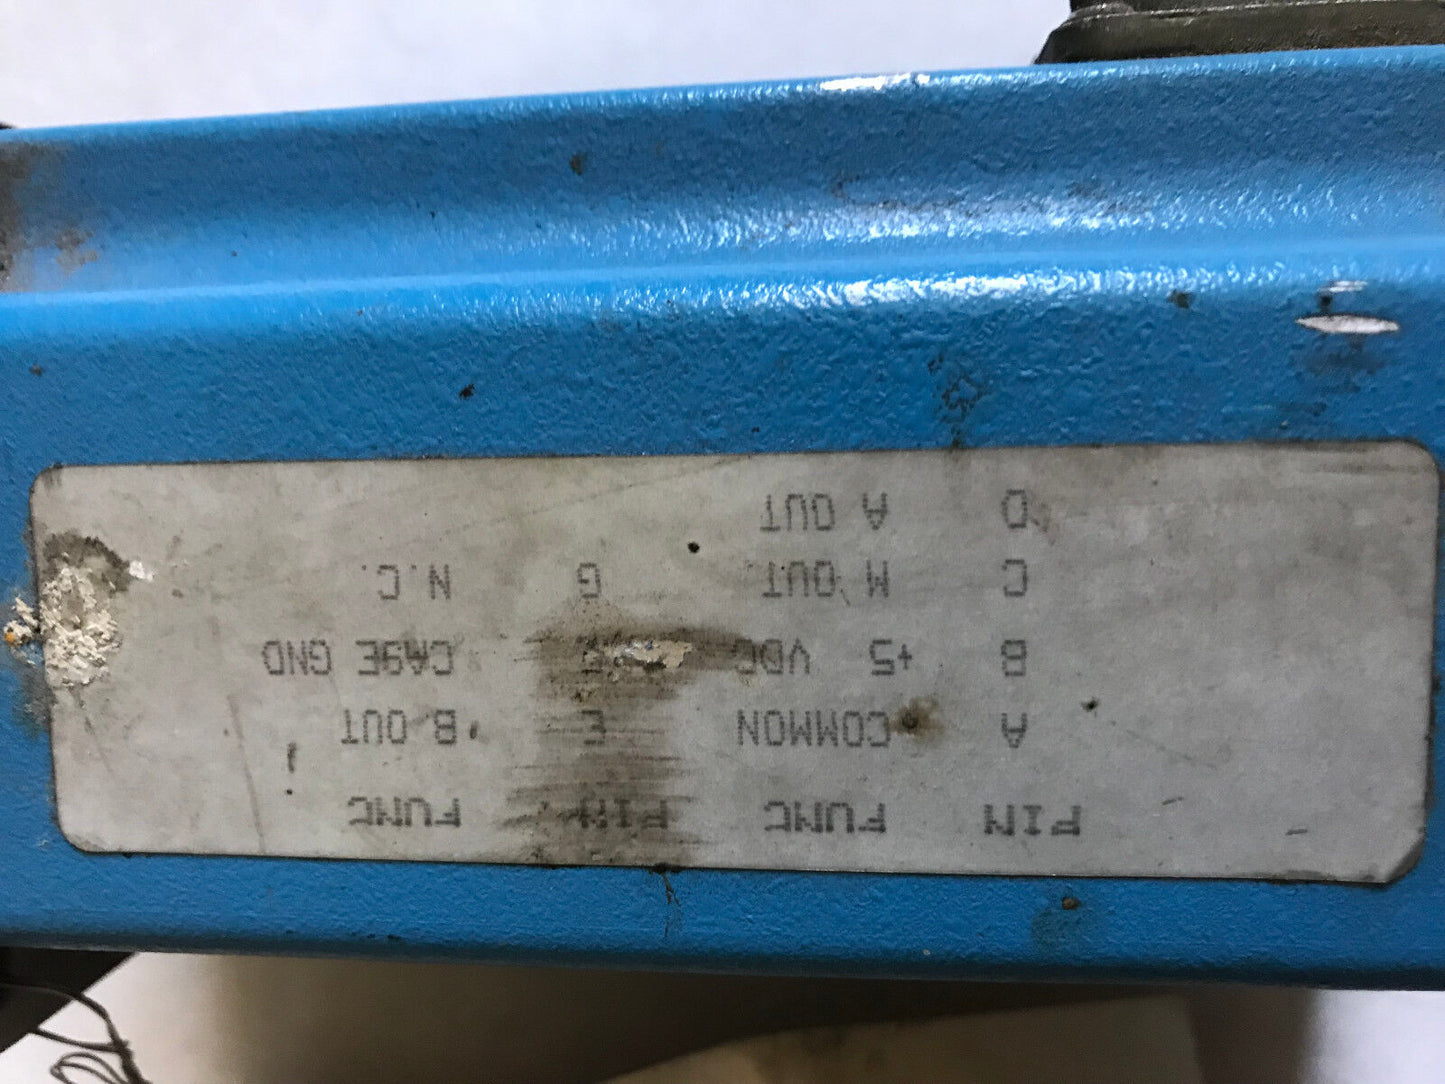 PIN FUNC PIN FUNC
A COMMON E B OUT
B +5 VDC CASE GND
C M OUT G N.C.
D A OUT